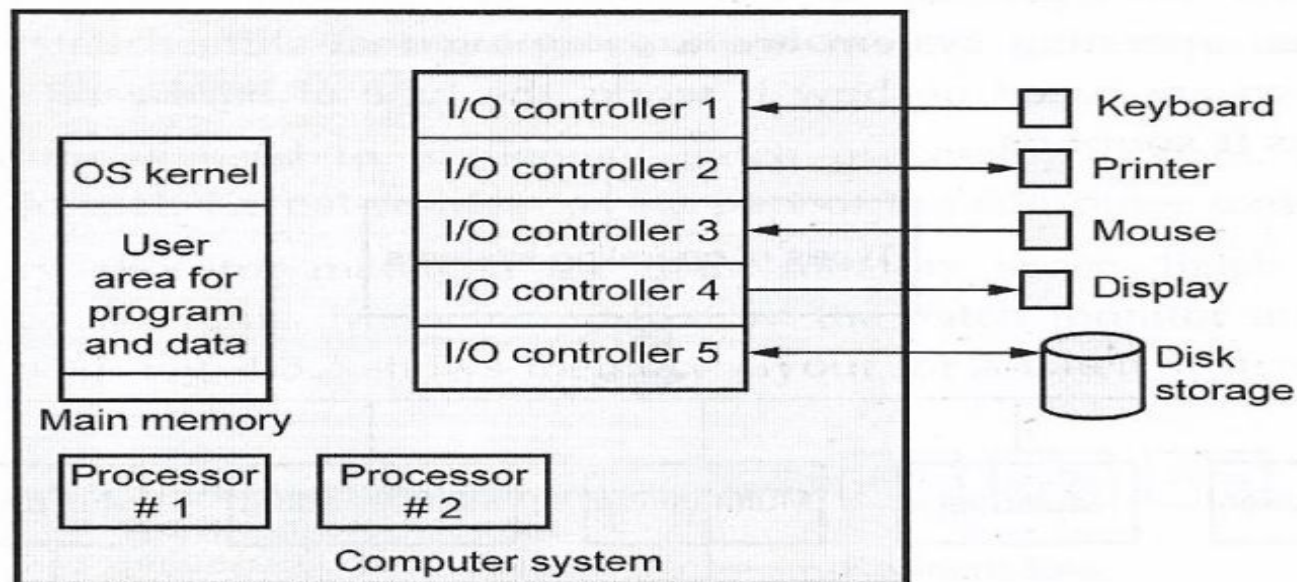 I/O controller 1
I/O controller 2
I/O controller 3
I/O controller 4
I/O controller 5
Keyboard
Printer
Mouse
Display
Disk
storage
OS kernel
User
area for
program
and data
Main memory
Processor
# 1
Processor
# 2
Computer system